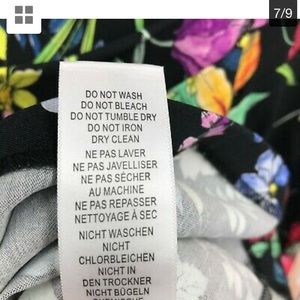 7/9
DO NOT WASH
DO NOT BLEACH
DO NOT TUMBLE DRY
DO NOT IRON
DRY CLEAN
NE PAS LAVER
NE PAS JAVELLISER
NE PAS SÉCHER
AU MACHINE
NE PAS REPASSER
NETTOYAGE À SEC
NICHT WASCHEN
NICHT
CHLORBLEICHEN
NICHT IN
DEN TROCKNER
NICHT BÜGELN